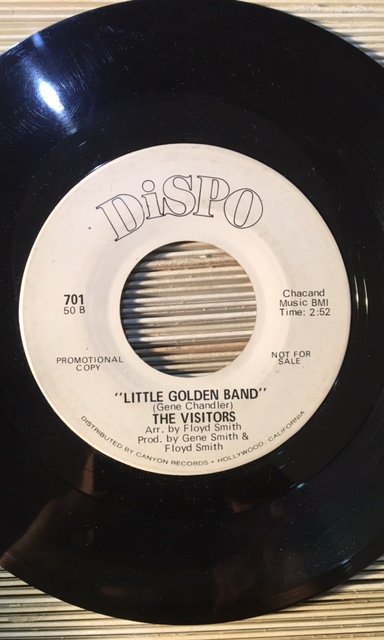 DiSPO
701
50 B
Chacand
Music BMI
Time: 2:52
PROMOTIONAL
COPY
NOT FOR
SALE
"LITTLE GOLDEN BAND"
(Gene Chandler)
THE VISITORS
Arr. by Floyd Smith
Prod. by Gene Smith &
Floyd Smith
DISTRIBUTED BY CANYON RECORDS • HOLLYWOOD, CALIFORNIA